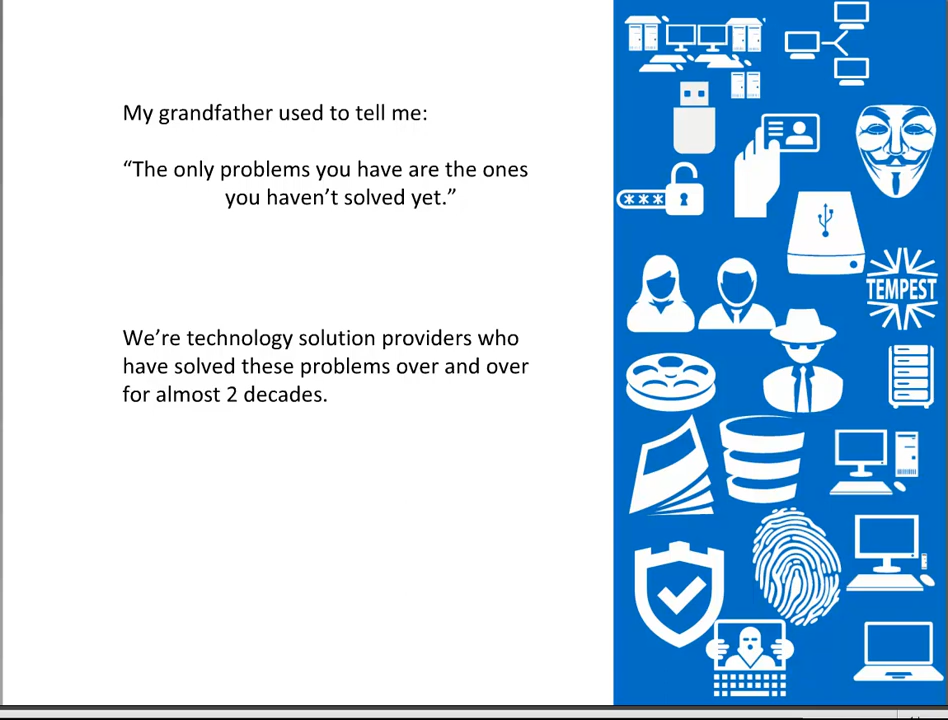 My grandfather used to tell me:
“The only problems you have are the ones
you haven’t solved yet.”
We’re technology solution providers who
have solved these problems over and over
for almost 2 decades.
***
TEMPEST